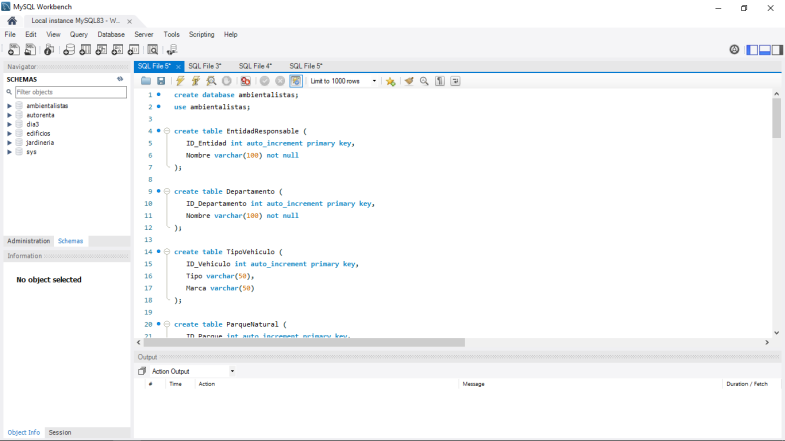 MySQL Workbench
Local instance MySQL83 - W... ×
File Edit View Query Database Server Tools Scripting Help
Navigator
SCHEMAS
Filter objects
ambientalistas
autorenta
dia3
edificios
jardineria
sys
Administration Schemas
Information
No object selected
Object Info Session
SQL File 5* × SQL File 3* SQL File 4* SQL File 5*
Limit to 1000 rows
1 create database ambientalistas;
2 use ambientalistas;
3
4 create table EntidadResponsable (
5 ID_Entidad int auto_increment primary key,
6 Nombre varchar(100) not null
7 );
8
9 create table Departamento (
10 ID_Departamento int auto_increment primary key,
11 Nombre varchar(100) not null
12 );
13
14 create table TipoVehiculo (
15 ID_Vehiculo int auto_increment primary key,
16 Tipo varchar(50),
17 Marca varchar(50)
18 );
19
20 create table ParqueNatural (
21 ID_Parque int auto_increment primary key,
Output
Action Output
# Time Action Message Duration / Fetch